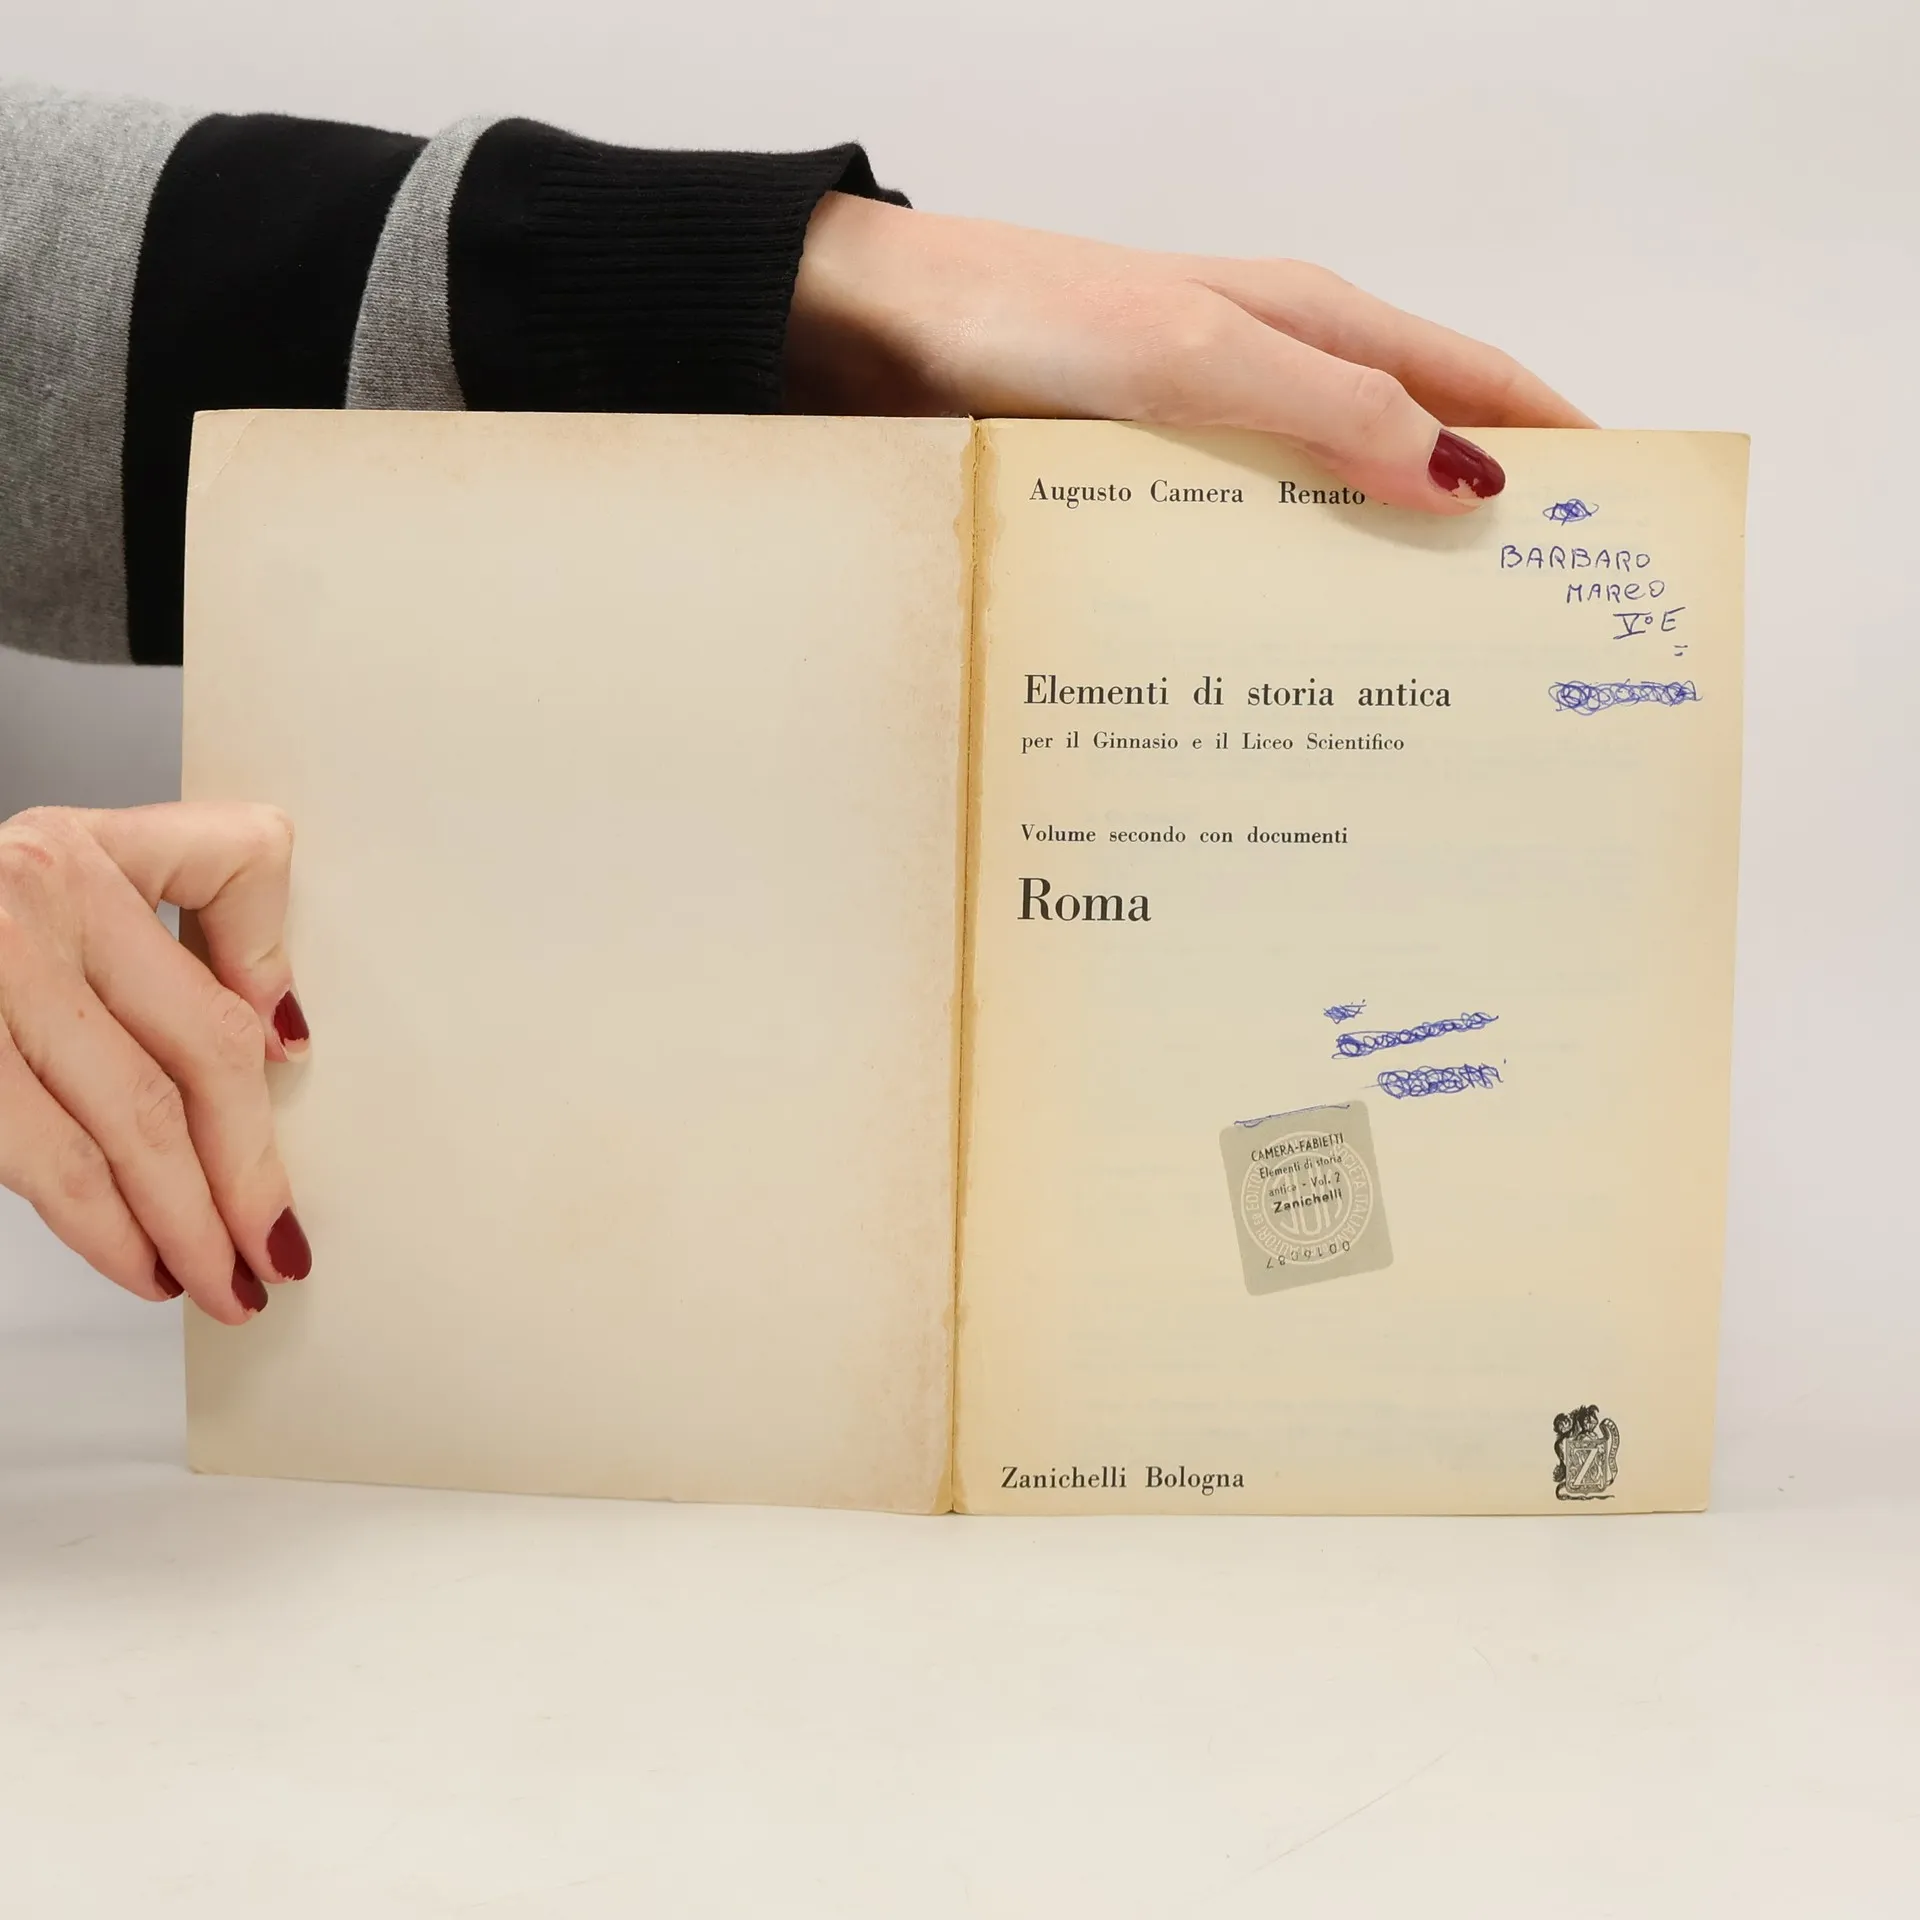 Augusto Camera Renato
BARBARO
MARCO
V° E
Elementi di storia antica
per il Ginnasio e il Liceo Scientifico
Volume secondo con documenti
Roma
CAMERA-FABIETTI
Elementi di storia
antica - Vol. 2
Zanichelli
Zanichelli Bologna
Z